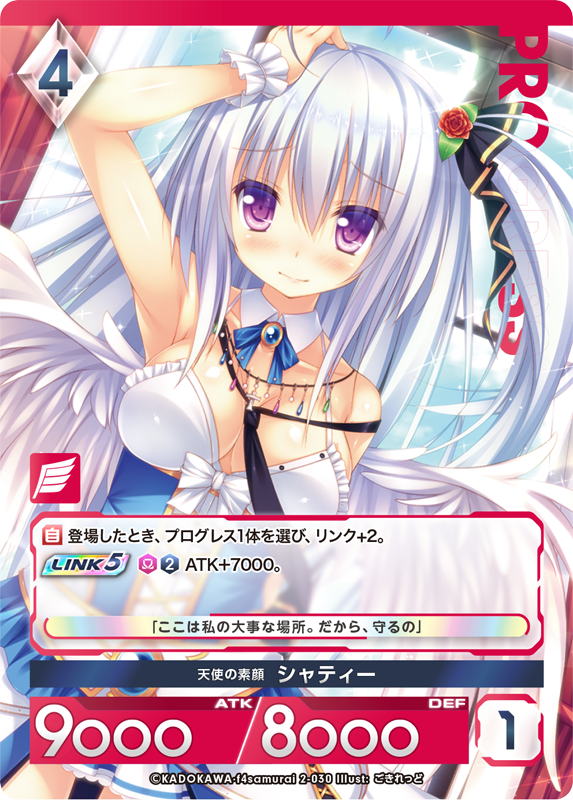 4
PROGRESS
自 登場したとき、プログレス1体を選び、リンク+2。
LINK5 Ω 2 ATK+7000。
「ここは私の大事な場所。だから、守るの」
天使の素顔 シャティー
ATK DEF
9000/8000
1
©KADOKAWA・f4samurai 2-030 Illust: ごきれっど